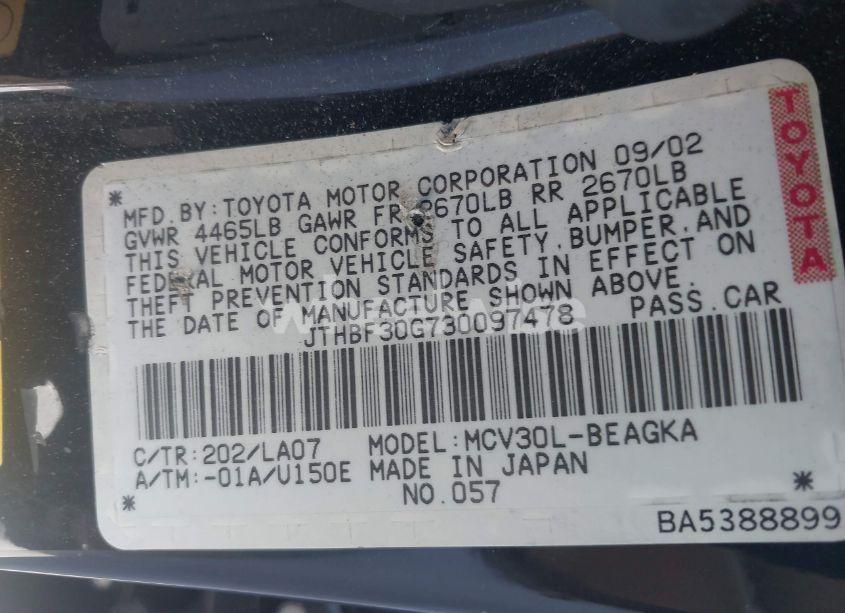 * MFD.BY:TOYOTA MOTOR CORPORATION 09/02
GVWR 4465LB GAWR FR 2670LB RR 2670LB
THIS VEHICLE CONFORMS TO ALL APPLICABLE
FEDERAL MOTOR VEHICLE SAFETY,BUMPER,AND
THEFT PREVENTION STANDARDS IN EFFECT ON
THE DATE OF MANUFACTURE SHOWN ABOVE.
JTHBF30G730097478 PASS.CAR
C/TR:202/LA07 MODEL:MCV30L-BEAGKA
A/TM:-01A/U150E MADE IN JAPAN *
* NO.057
BA5388899
TOYOTA